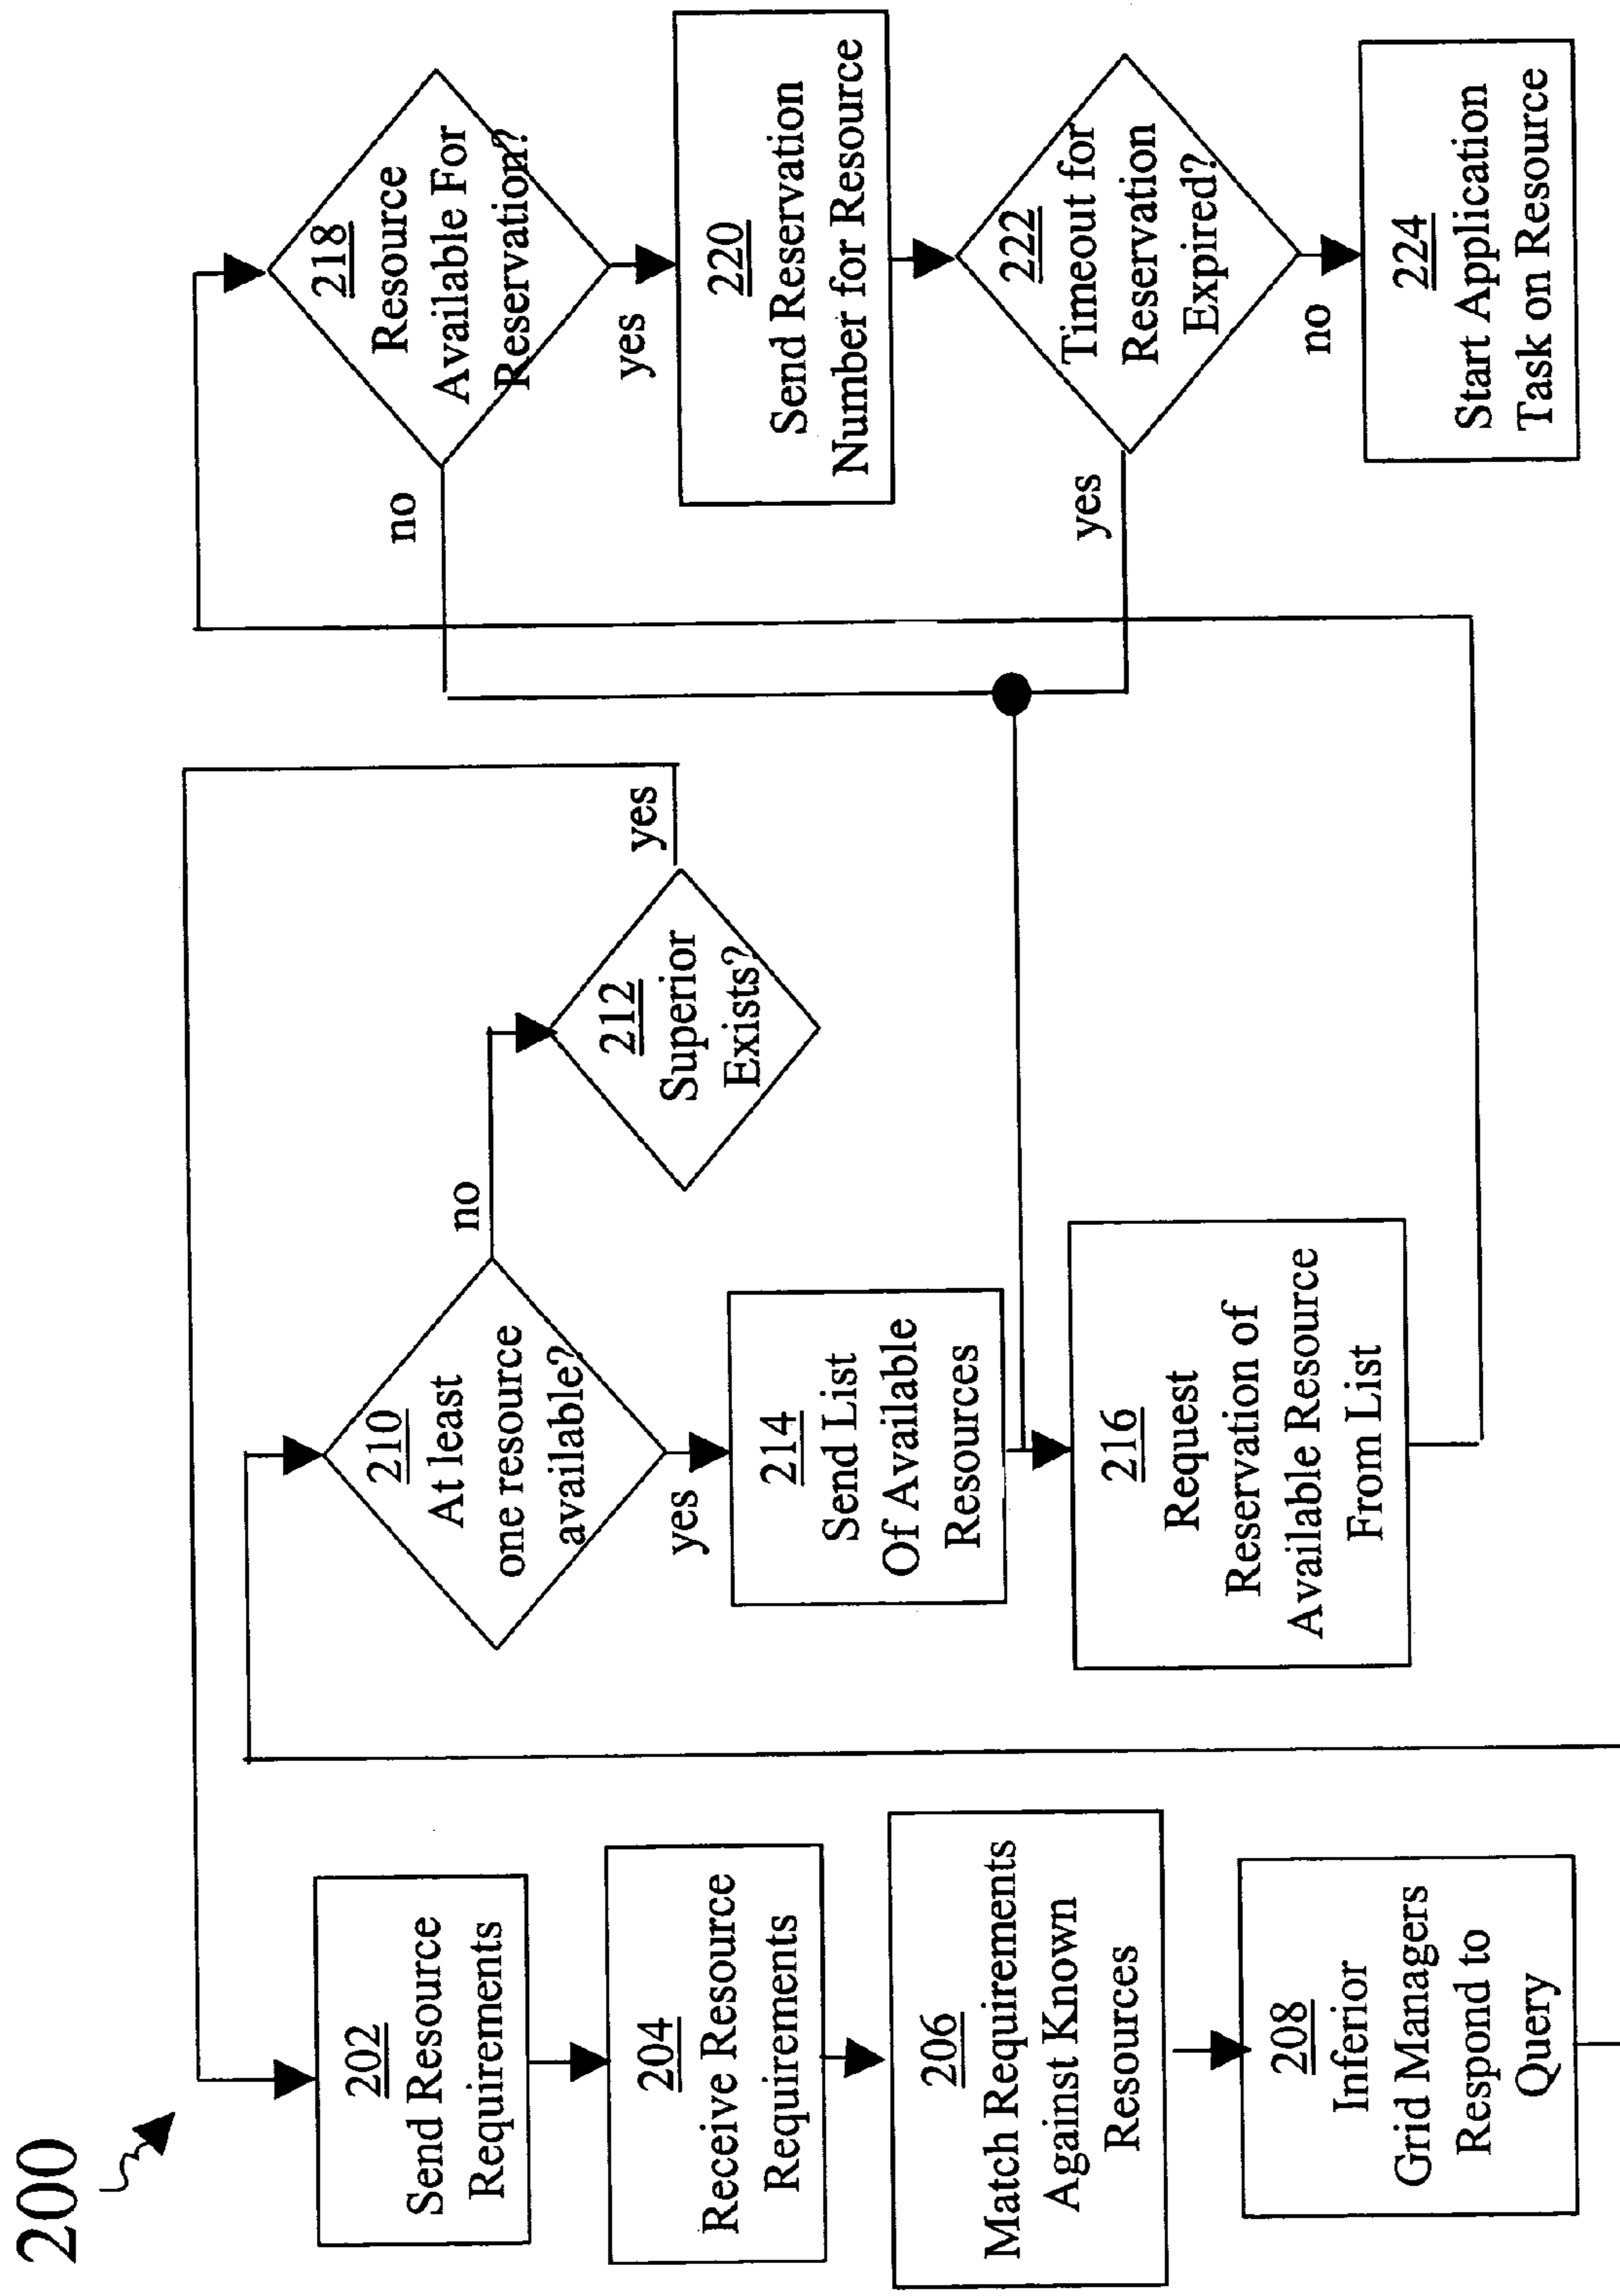 200
202
Send Resource
Requirements
204
Receive Resource
Requirements
206
Match Requirements
Against Known
Resources
208
Inferior
Grid Managers
Respond to
Query
210
At least
one resource
available?
no
yes
212
Superior
Exists?
yes
214
Send List
Of Available
Resources
216
Request
Reservation of
Available Resource
From List
218
Resource
Available For
Reservation?
no
yes
220
Send Reservation
Number for Resource
222
Timeout for
Reservation
Expired?
yes
no
224
Start Application
Task on Resource